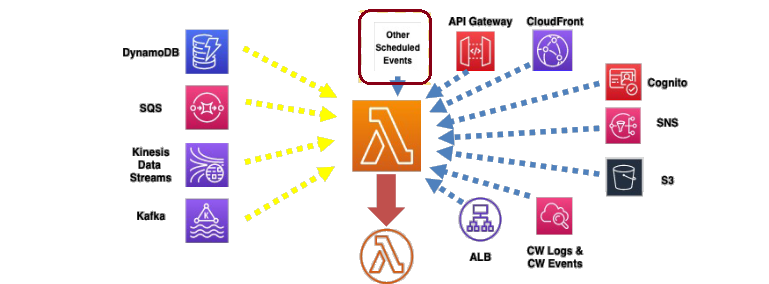 DynamoDB
SQS
Kinesis
Data
Streams
Kafka
Other
Scheduled
Events
API Gateway
CloudFront
Cognito
SNS
S3
ALB
CW Logs &
CW Events
K